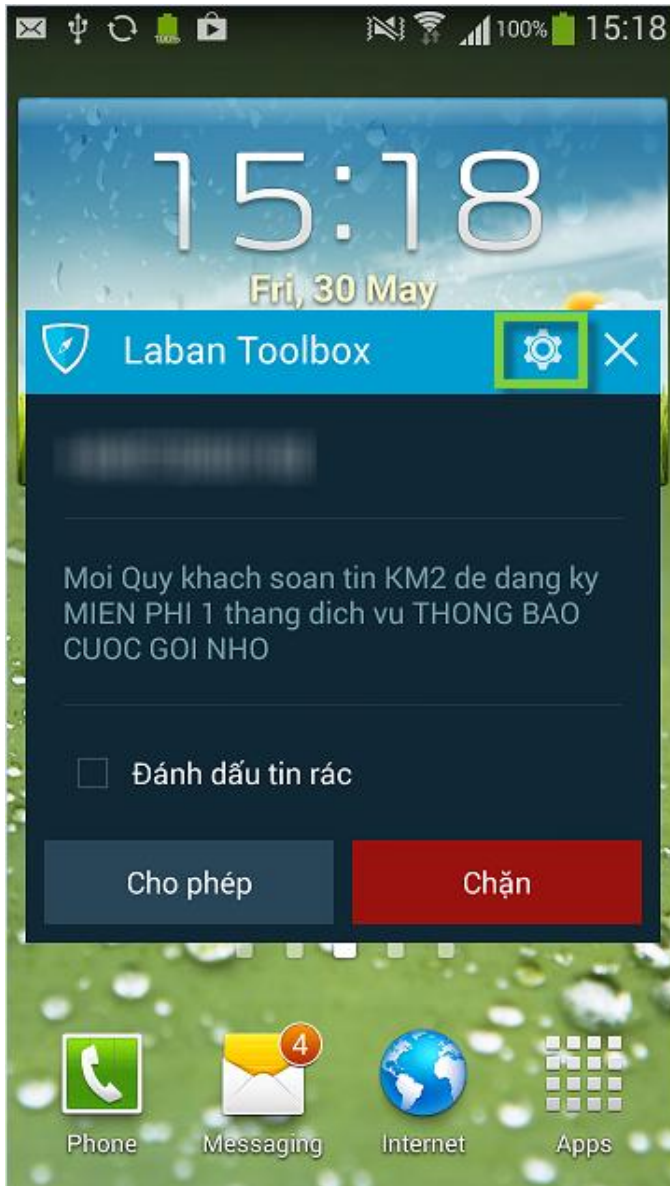 100% 15:18
100%
15:18
Fri, 30 May
Laban Toolbox
Moi Quy khach soan tin KM2 de dang ky
MIEN PHI 1 thang dich vu THONG BAO
CUOC GOI NHO
Đánh dấu tin rác
Cho phép
Chặn
4
Phone
Messaging
Internet
Apps